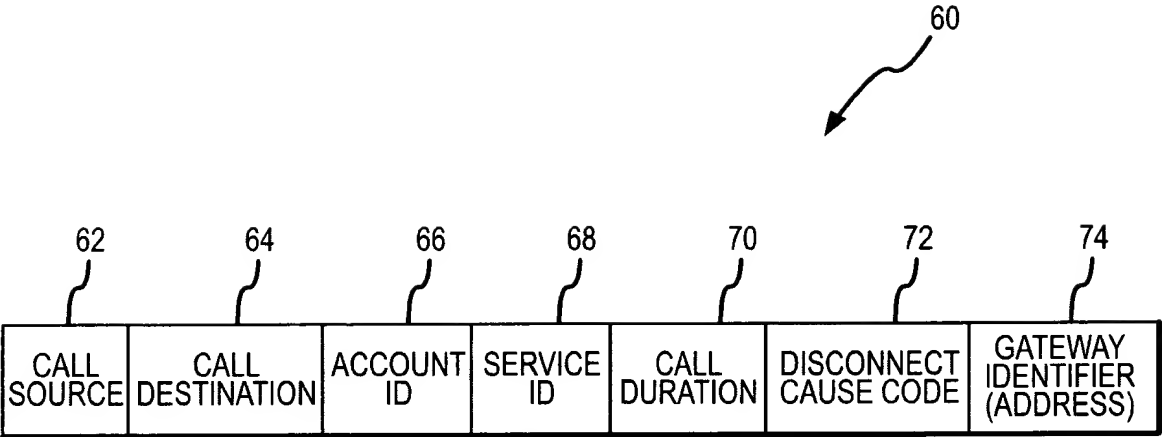 60
62 64 66 68 70 72 74
CALL SOURCE
CALL DESTINATION
ACCOUNT ID
SERVICE ID
CALL DURATION
DISCONNECT CAUSE CODE
GATEWAY IDENTIFIER (ADDRESS)